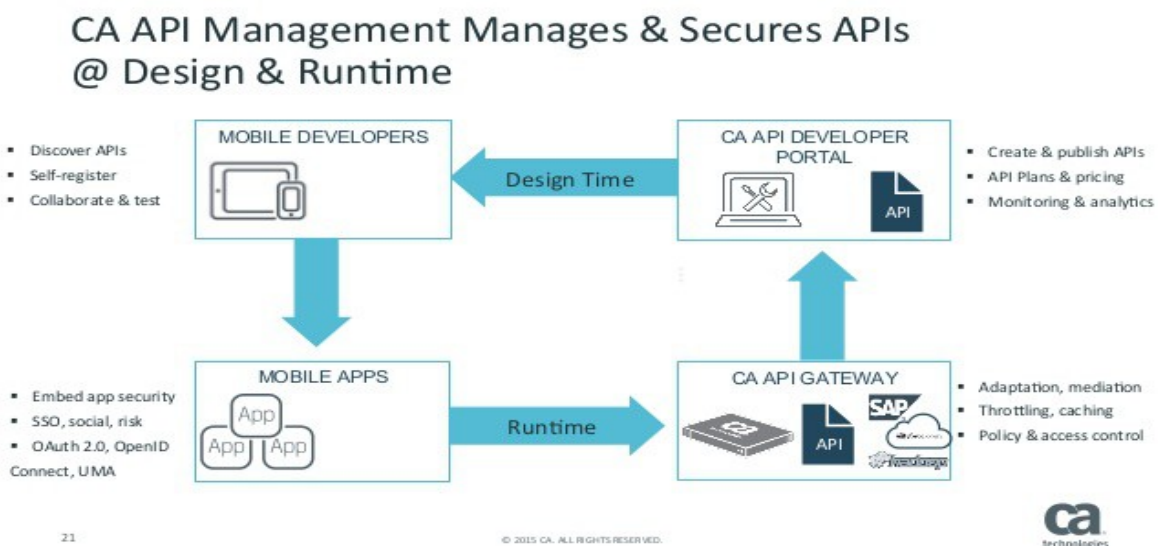 CA API Management Manages & Secures APIs
@ Design & Runtime
▪ Discover APIs
▪ Self-register
▪ Collaborate & test
MOBILE DEVELOPERS
Design Time
CA API DEVELOPER
PORTAL
API
▪ Create & publish APIs
▪ API Plans & pricing
▪ Monitoring & analytics
▪ Embed app security
▪ SSO, social, risk
▪ OAuth 2.0, OpenID
Connect, UMA
MOBILE APPS
App
App App
Runtime
CA API GATEWAY
ca
API
SAP
▪ Adaptation, mediation
▪ Throttling, caching
▪ Policy & access control
21
© 2015 CA. ALL RIGHTS RESERVED.
ca
technologies